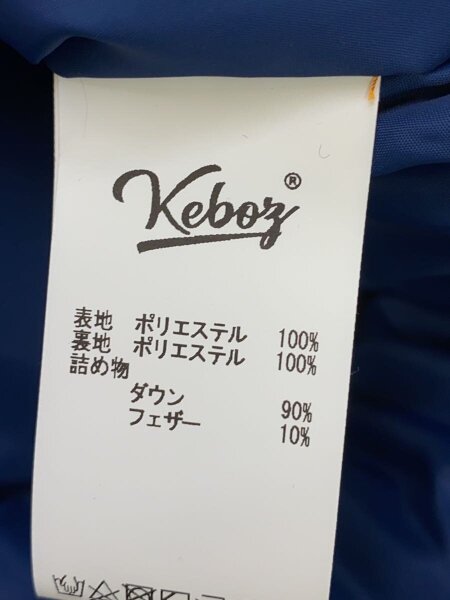 Keboz®
表地 ポリエステル 100%
裏地 ポリエステル 100%
詰め物
ダウン 90%
フェザー 10%